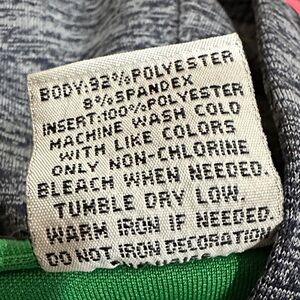 BODY:92%POLYESTER
8%SPANDEX
INSERT:100%POLYESTER
MACHINE WASH COLD
WITH LIKE COLORS
ONLY NON-CHLORINE
BLEACH WHEN NEEDED.
TUMBLE DRY LOW.
WARM IRON IF NEEDED.
DO NOT IRON DECORATION